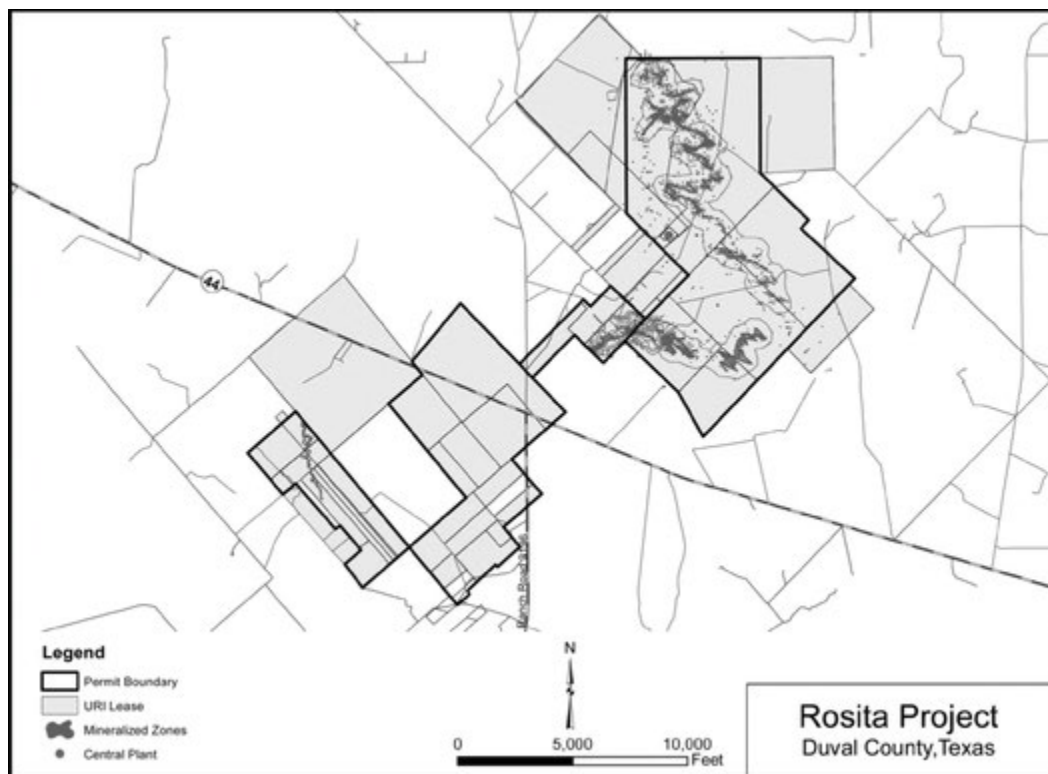 44
Legend
Permit Boundary
URI Lease
Mineralized Zones
Central Plant
N
0 5,000 10,000
Feet
Rosita Project
Duval County,Texas